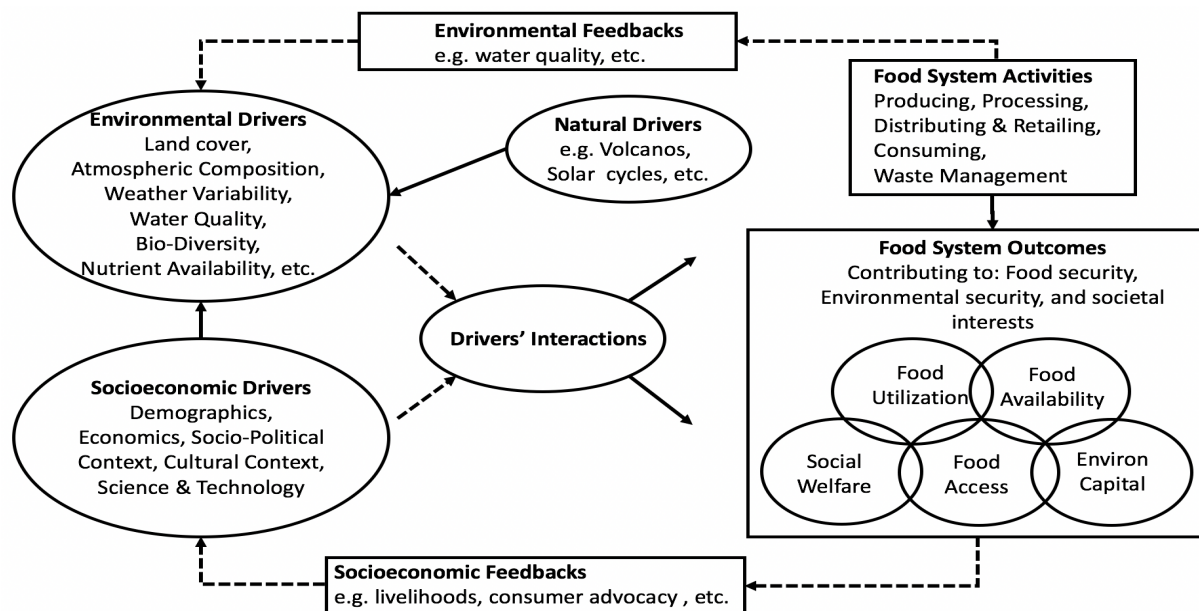 Environmental Feedbacks
e.g. water quality, etc.
Food System Activities
Producing, Processing,
Distributing & Retailing,
Consuming,
Waste Management
Environmental Drivers
Land cover,
Atmospheric Composition,
Weather Variability,
Water Quality,
Bio-Diversity,
Nutrient Availability, etc.
Natural Drivers
e.g. Volcanos,
Solar cycles, etc.
Food System Outcomes
Contributing to: Food security,
Environmental security, and societal
interests
Drivers’ Interactions
Food
Utilization
Food
Availability
Social
Welfare
Food
Access
Environ
Capital
Socioeconomic Drivers
Demographics,
Economics, Socio-Political
Context, Cultural Context,
Science & Technology
Socioeconomic Feedbacks
e.g. livelihoods, consumer advocacy , etc.